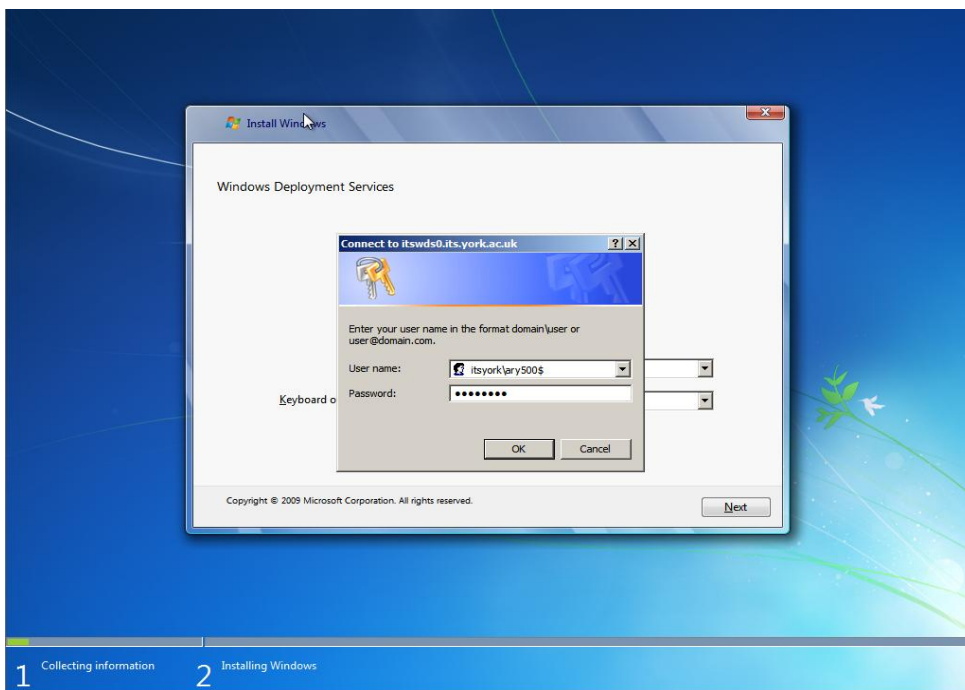 Install Windows
Windows Deployment Services
Connect to itswds0.its.york.ac.uk
Enter your user name in the format domain\user or
user@domain.com.
User name:
itsyork\ary500$
Password:
••••••••
Keyboard o
OK
Cancel
Copyright © 2009 Microsoft Corporation. All rights reserved.
Next
1 Collecting information
2 Installing Windows